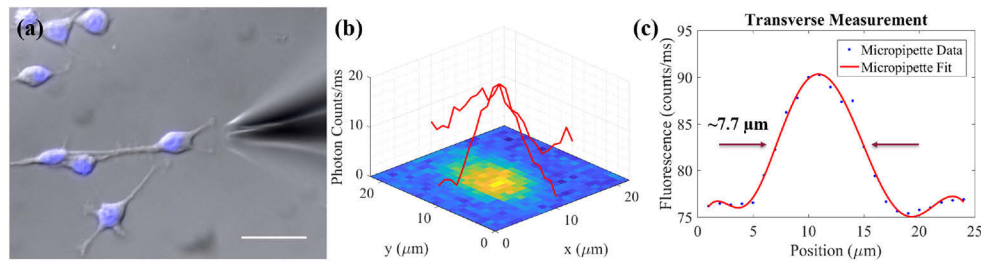 (a)
(b)
Photon Counts/ms
20
10
0
20
10
0
y (μm)
0
10
20
x (μm)
(c)
Transverse Measurement
Fluorescence (counts/ms)
95
90
85
80
75
Micropipette Data
Micropipette Fit
~7.7 μm
0 5 10 15 20 25
Position (μm)